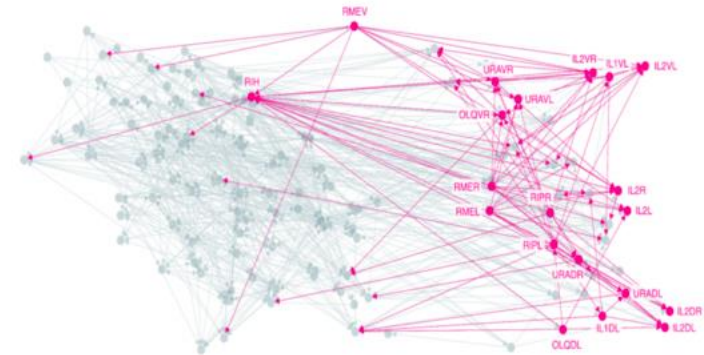 RMEV
IL2VR
IL1VL
IL2VL
URAVR
RIH
URAVL
OLQVR
RMER
IL2R
RIPR
RMEL
IL2L
RIPL
URADR
URADL
IL2DR
IL1DL
IL2DL
OLQDL